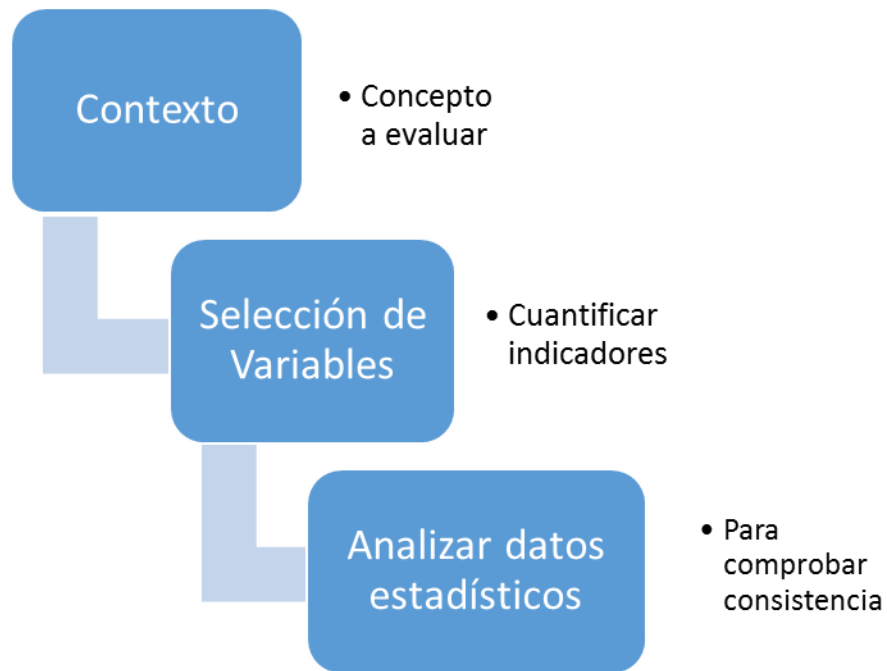 Contexto
• Concepto
a evaluar
Selección de
Variables
• Cuantificar
indicadores
Analizar datos
estadísticos
• Para
comprobar
consistencia